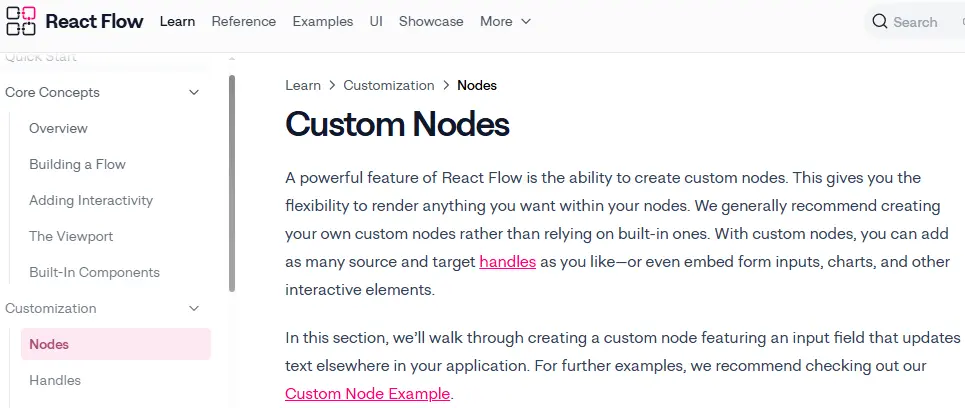 React Flow Learn Reference Examples UI Showcase More Search
Quick Start
Core Concepts
Overview
Building a Flow
Adding Interactivity
The Viewport
Built-In Components
Customization
Nodes
Handles
Learn > Customization > Nodes
Custom Nodes
A powerful feature of React Flow is the ability to create custom nodes. This gives you the
flexibility to render anything you want within your nodes. We generally recommend creating
your own custom nodes rather than relying on built-in ones. With custom nodes, you can add
as many source and target handles as you like—or even embed form inputs, charts, and other
interactive elements.
In this section, we’ll walk through creating a custom node featuring an input field that updates
text elsewhere in your application. For further examples, we recommend checking out our
Custom Node Example.